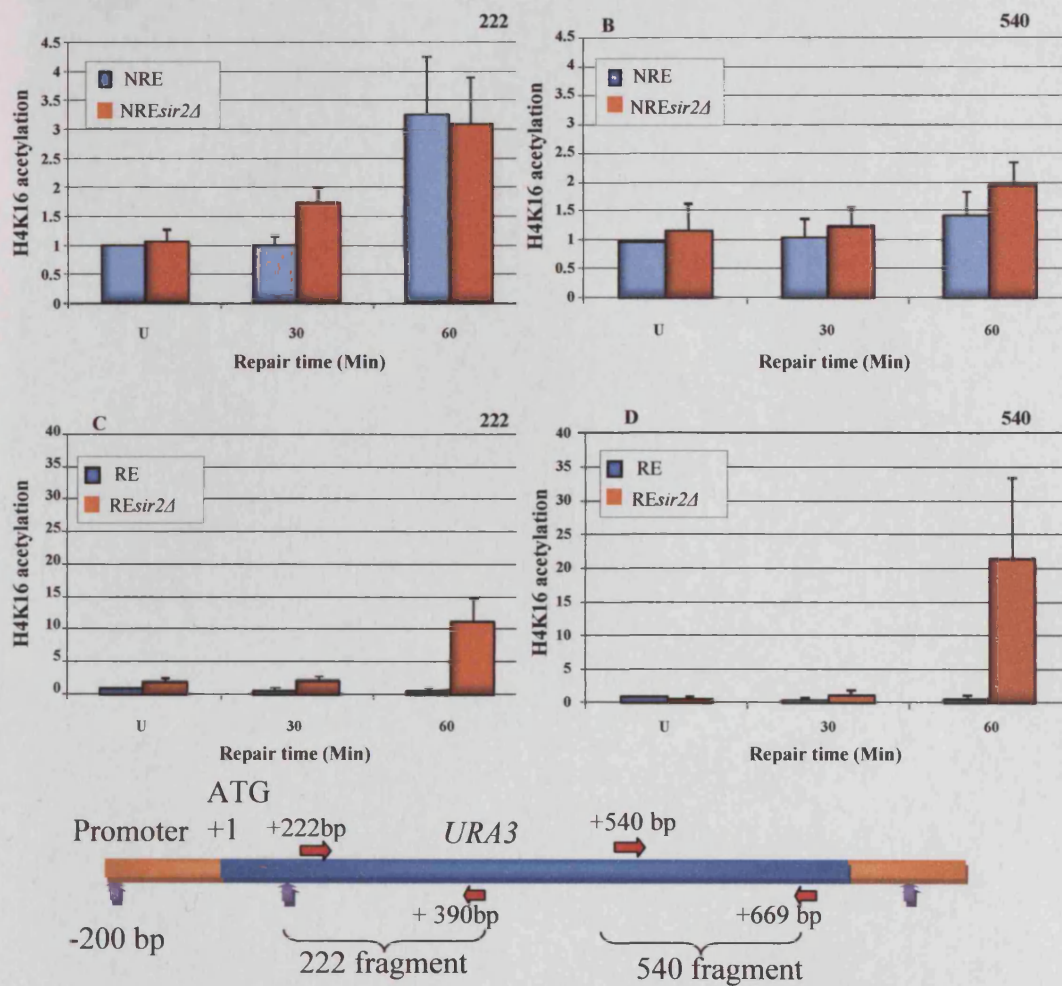 222
4.5
4
3.5
3
2.5
2
1.5
1
0.5
0
H4K16 acetylation
NRE
NREsir2Δ
U 30 60
Repair time (Min)
B 540
4.5
4
3.5
3
2.5
2
1.5
1
0.5
0
H4K16 acetylation
NRE
NREsir2Δ
U 30 60
Repair time (Min)
C 222
40
35
30
25
20
15
10
5
0
H4K16 acetylation
RE
REsir2Δ
U 30 60
Repair time (Min)
D 540
40
35
30
25
20
15
10
5
0
H4K16 acetylation
RE
REsir2Δ
U 30 60
Repair time (Min)
ATG
Promoter +1 +222bp URA3 +540 bp
-200 bp + 390bp +669 bp
222 fragment 540 fragment